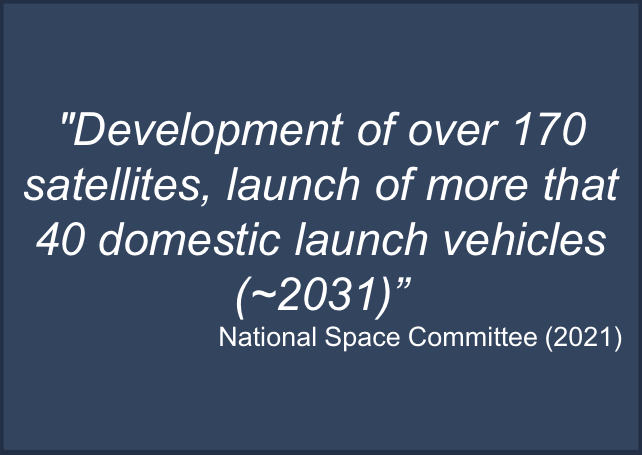 "Development of over 170
satellites, launch of more that
40 domestic launch vehicles
(~2031)”
National Space Committee (2021)